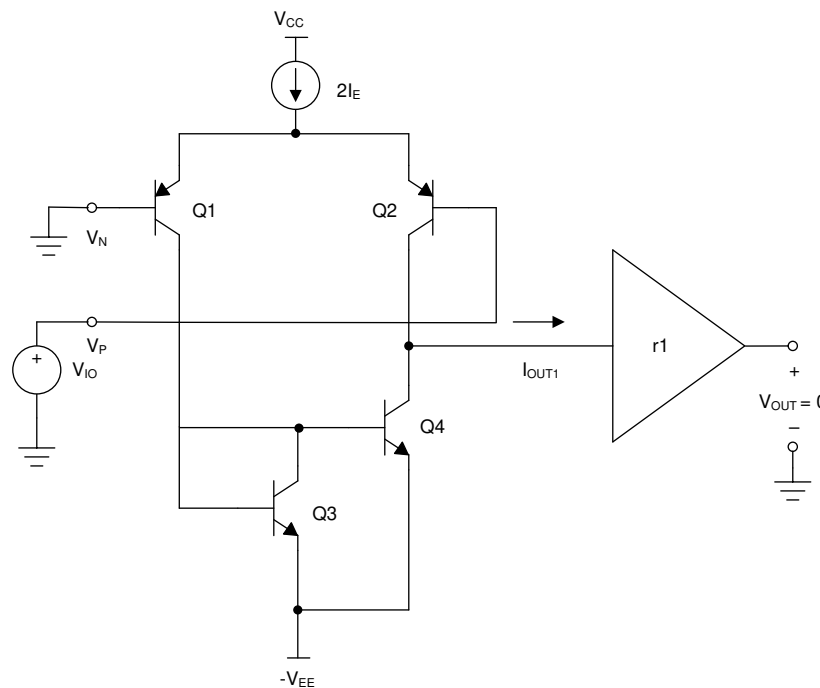 VCC
2IE
Q1
Q2
VN
VP
+
VIO
IOUT1
r1
+
VOUT = 0
–
Q4
Q3
-VEE